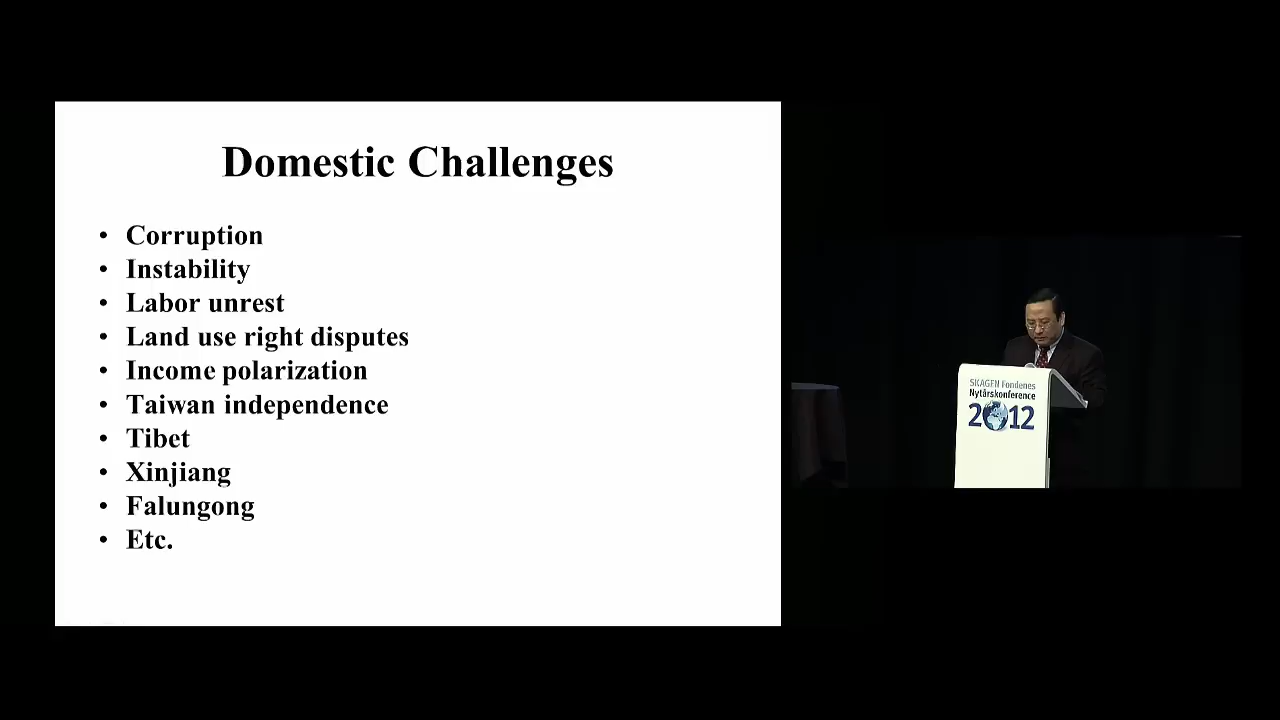 Domestic Challenges
• Corruption
• Instability
• Labor unrest
• Land use right disputes
• Income polarization
• Taiwan independence
• Tibet
• Xinjiang
• Falungong
• Etc.
SKAGEN Fondenes
Nytårskonference
2012